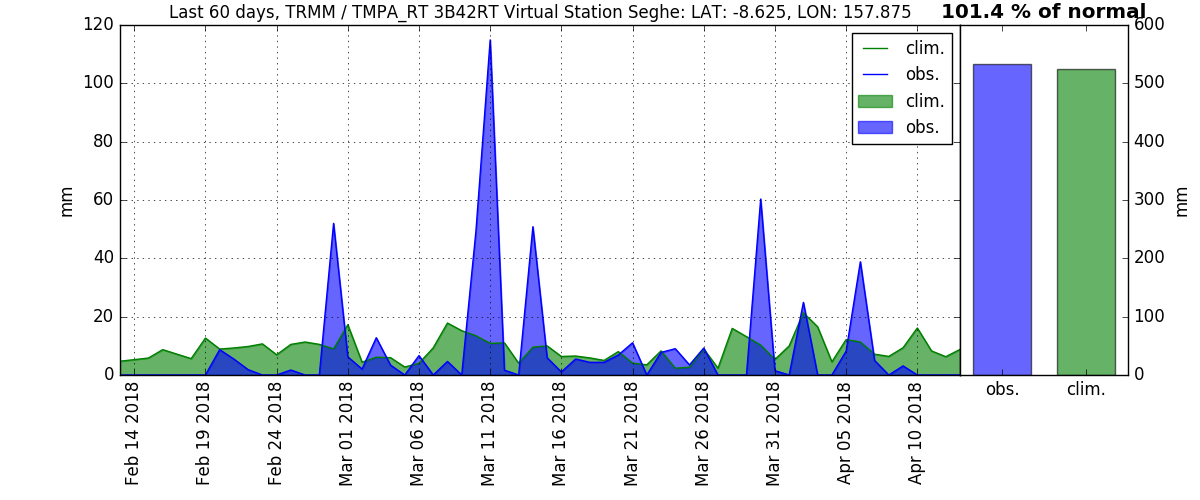 Last 60 days, TRMM / TMPA_RT 3B42RT Virtual Station Seghe: LAT: -8.625, LON: 157.875
101.4 % of normal
120
100
80
60
40
20
0
mm
clim.
obs.
clim.
obs.
Feb 14 2018
Feb 19 2018
Feb 24 2018
Mar 01 2018
Mar 06 2018
Mar 11 2018
Mar 16 2018
Mar 21 2018
Mar 26 2018
Mar 31 2018
Apr 05 2018
Apr 10 2018
600
500
400
300
200
100
0
mm
obs.
clim.